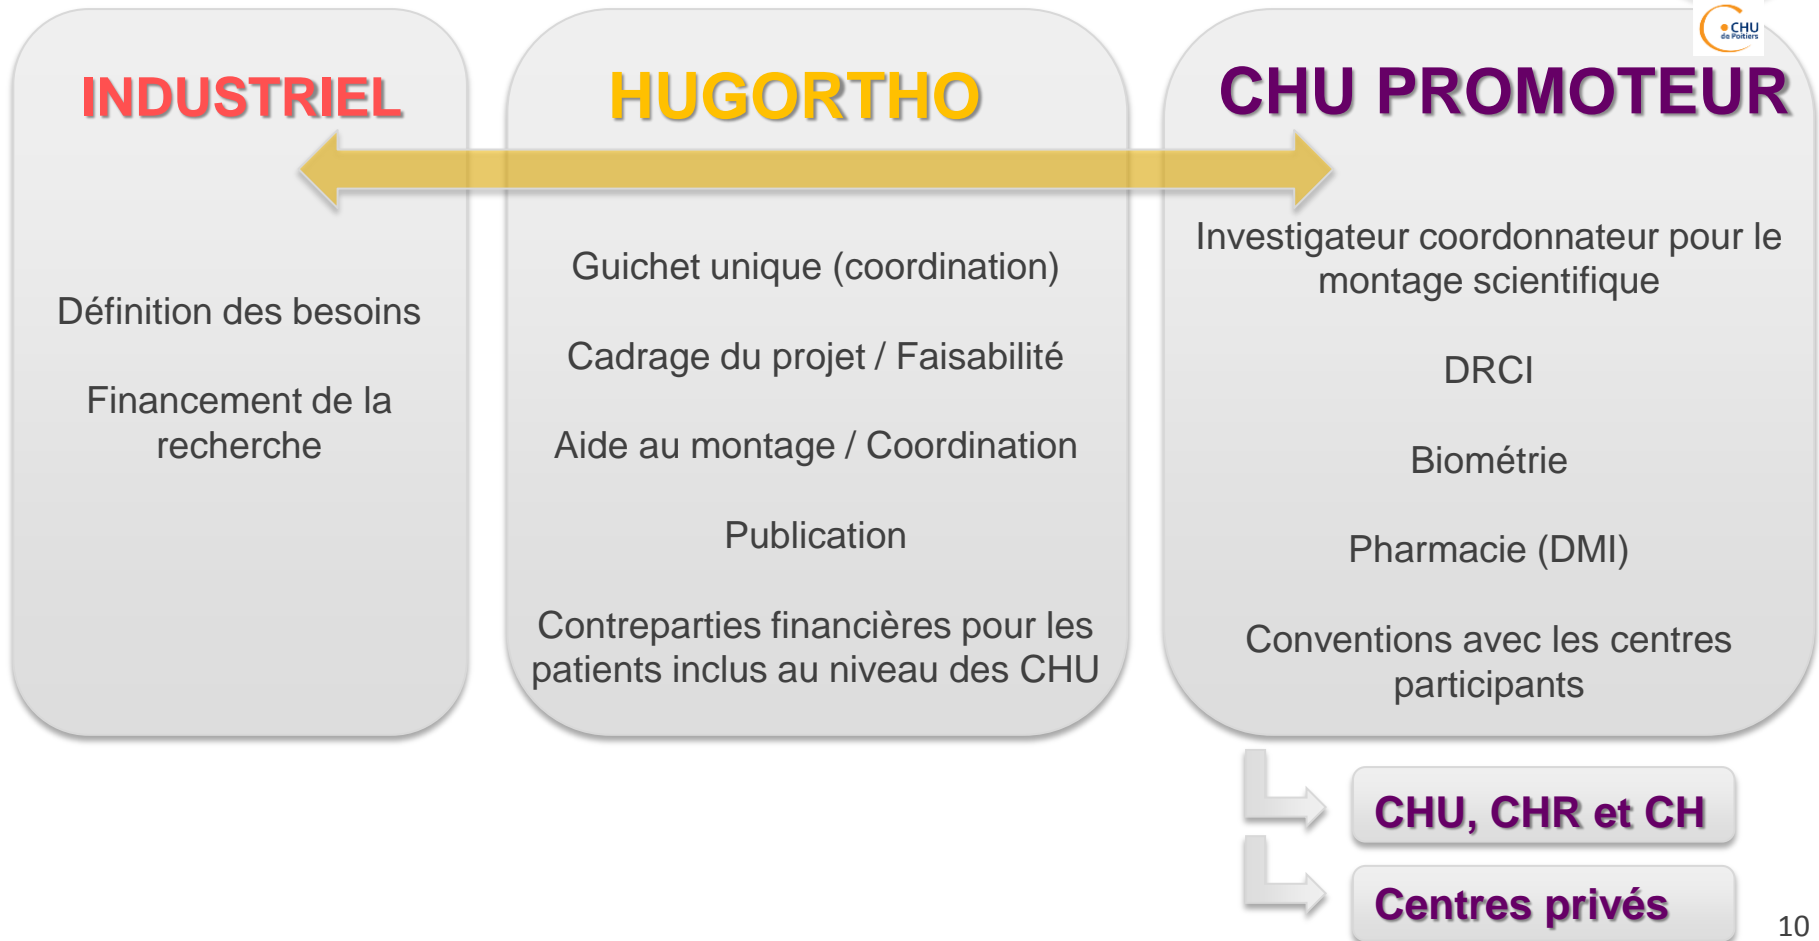 INDUSTRIEL
Définition des besoins
Financement de la
recherche
HUGORTHO
Guichet unique (coordination)
Cadrage du projet / Faisabilité
Aide au montage / Coordination
Publication
Contreparties financières pour les
patients inclus au niveau des CHU
CHU
de Poitiers
CHU PROMOTEUR
Investigateur coordonnateur pour le
montage scientifique
DRCI
Biométrie
Pharmacie (DMI)
Conventions avec les centres
participants
CHU, CHR et CH
Centres privés
10